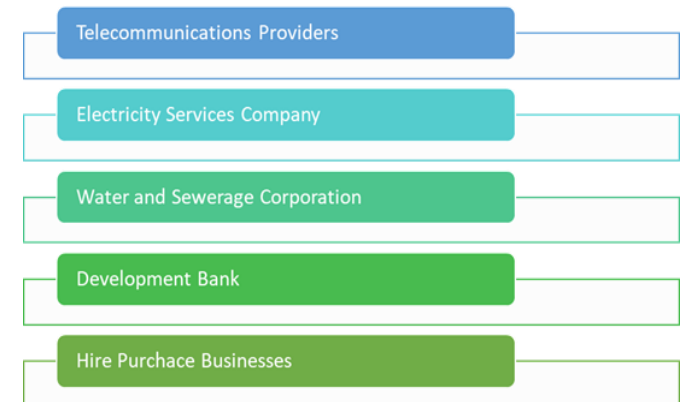 Telecommunications Providers
Electricity Services Company
Water and Sewerage Corporation
Development Bank
Hire Purchace Businesses